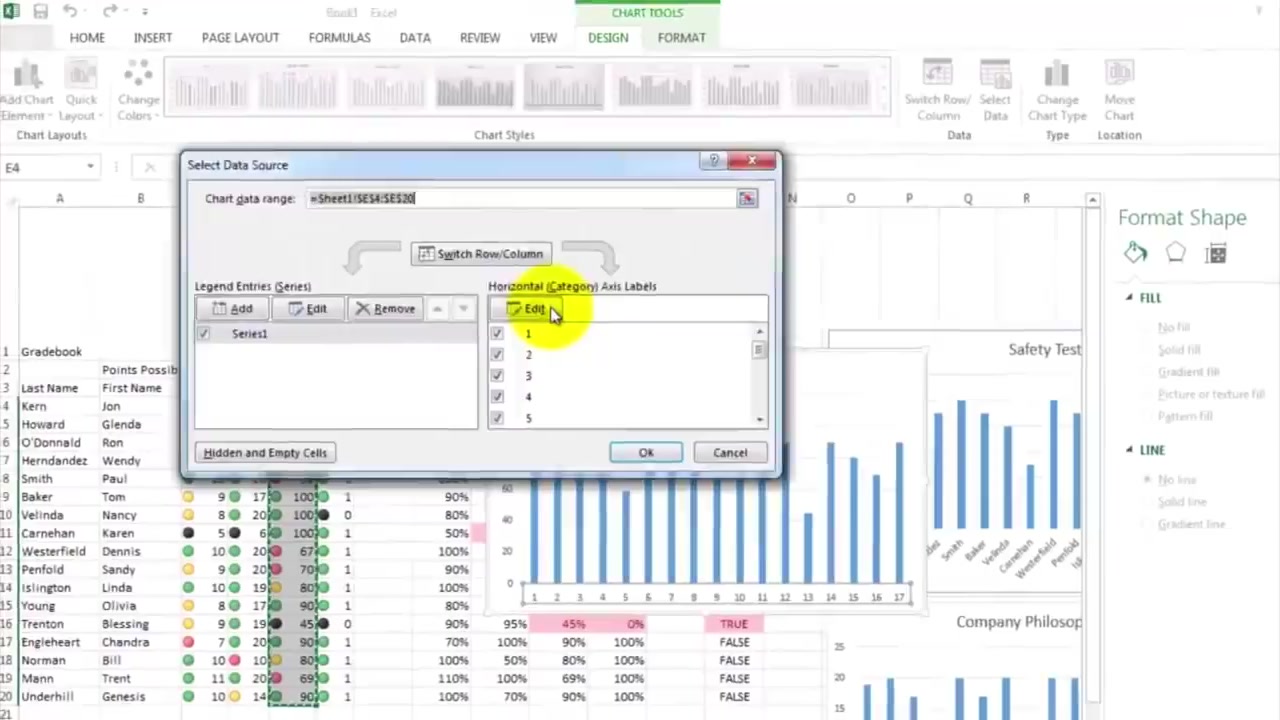 Book1 Excel
CHART TOOLS
HOME INSERT PAGE LAYOUT FORMULAS DATA REVIEW VIEW DESIGN FORMAT
Add Chart Element
Quick Layout
Change Colors
Switch Row/ Column
Select Data
Change Chart Type
Move Chart
Chart Layouts Chart Styles Data Type Location
E4
Select Data Source
Chart data range: =Sheet1!$E$4:$E$20
Switch Row/Column
Legend Entries (Series) Horizontal (Category) Axis Labels
Add Edit Remove Edit
Series1
1
2
3
4
5
Hidden and Empty Cells OK Cancel
A B N O P Q R
1 Gradebook
2 Points Possib
3 Last Name First Name
4 Kern Jon
5 Howard Glenda
6 O'Donnald Ron
7 Herndandez Wendy
8 Smith Paul
9 Baker Tom 9 17 100 1 90%
10 Velinda Nancy 8 20 100 0 80%
11 Carnehan Karen 5 6 100 1 50%
12 Westerfield Dennis 10 20 67 1 100%
13 Penfold Sandy 9 20 70 1 90%
14 Islington Linda 10 19 80 1 100%
15 Young Olivia 8 17 90 1 80%
16 Trenton Blessing 9 19 45 0 90% 95% 45% 0% TRUE
17 Engleheart Chandra 7 20 90 1 70% 100% 90% 100% FALSE
18 Norman Bill 10 10 80 1 100% 50% 80% 100% FALSE
19 Mann Trent 11 20 69 1 110% 100% 69% 100% FALSE
20 Underhill Genesis 10 14 90 1 100% 70% 90% 100% FALSE
21
60
40
20
0
1 2 3 4 5 6 7 8 9 10 11 12 13 14 15 16 17
Safety Test
Smith
Baker
Velinda
Carnehan
Westerfield
Penfold
Company Philosop
25
20
15
Format Shape
FILL
No fill
Solid fill
Gradient fill
Picture or texture fill
Pattern fill
LINE
No line
Solid line
Gradient line